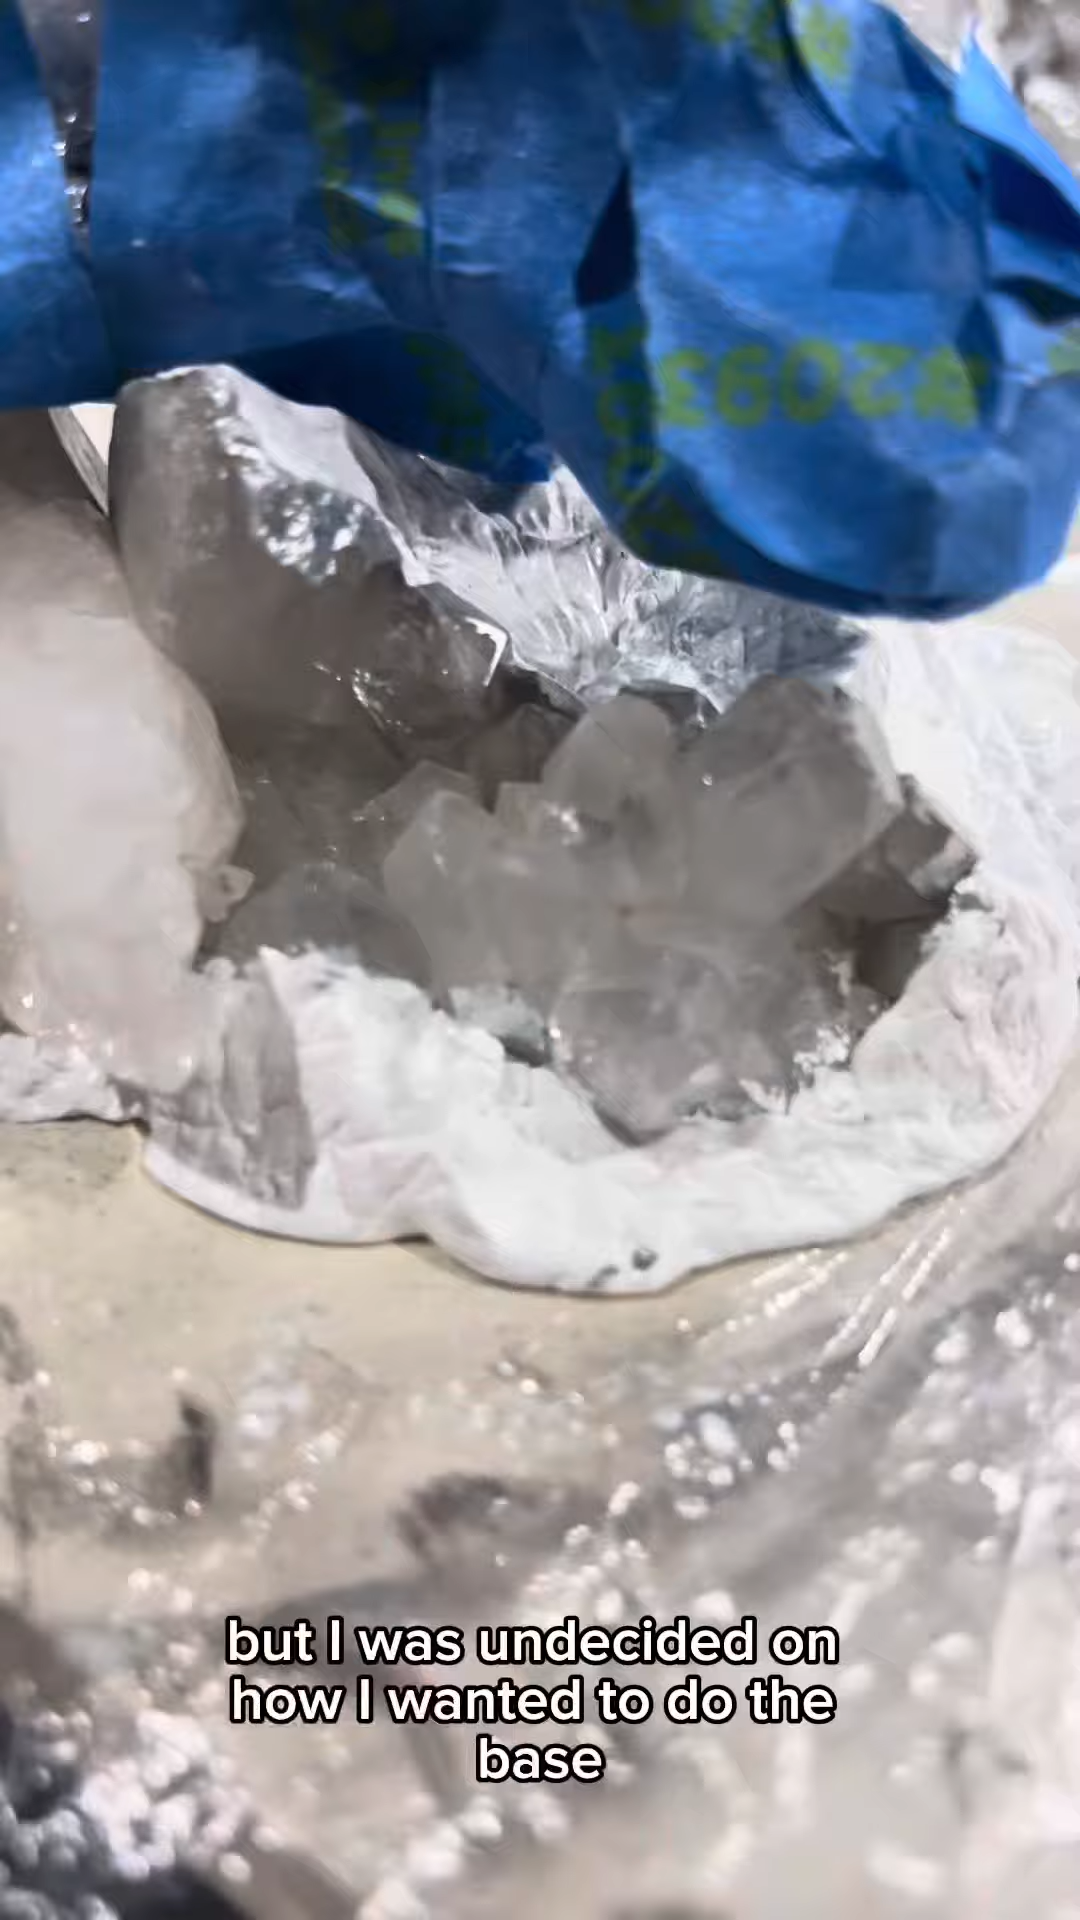 but I was undecided on
how I wanted to do the
base